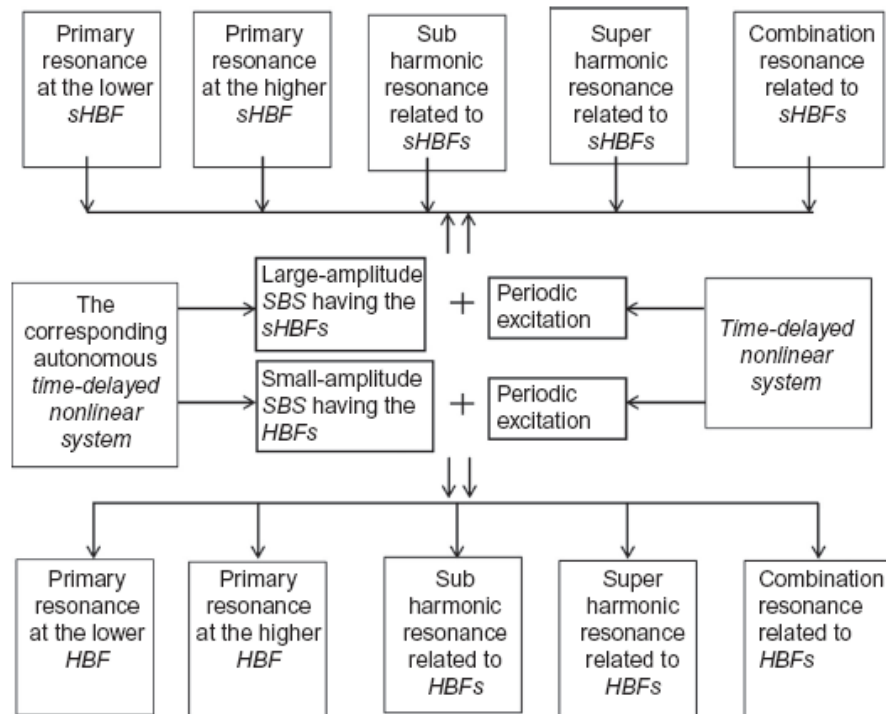 Primary
resonance
at the lower
sHBF
Primary
resonance
at the higher
sHBF
Sub
harmonic
resonance
related to
sHBFs
Super
harmonic
resonance
related to
sHBFs
Combination
resonance
related to
sHBFs
The
corresponding
autonomous
time-delayed
nonlinear
system
Large-amplitude
SBS having the
sHBFs
+
Periodic
excitation
Small-amplitude
SBS having the
HBFs
+
Periodic
excitation
Time-delayed
nonlinear
system
Primary
resonance
at the lower
HBF
Primary
resonance
at the higher
HBF
Sub
harmonic
resonance
related to
HBFs
Super
harmonic
resonance
related to
HBFs
Combination
resonance
related to
HBFs